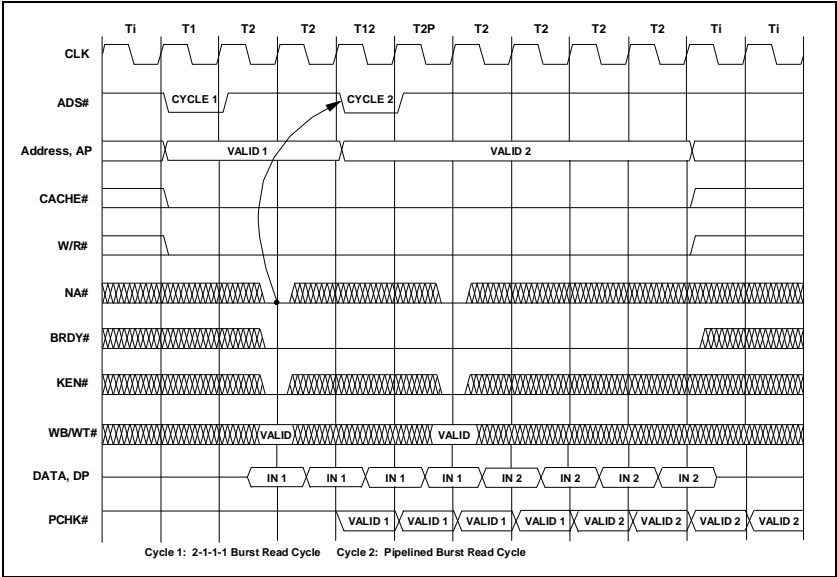 Ti T1 T2 T2 T12 T2P T2 T2 T2 T2 Ti Ti
CLK
ADS# CYCLE 1 CYCLE 2
Address, AP VALID 1 VALID 2
CACHE#
W/R#
NA#
BRDY#
KEN#
WB/WT# VALID VALID
DATA, DP IN 1 IN 1 IN 1 IN 1 IN 2 IN 2 IN 2 IN 2
PCHK# VALID 1 VALID 1 VALID 1 VALID 1 VALID 2 VALID 2 VALID 2 VALID 2
Cycle 1: 2-1-1-1 Burst Read Cycle Cycle 2: Pipelined Burst Read Cycle